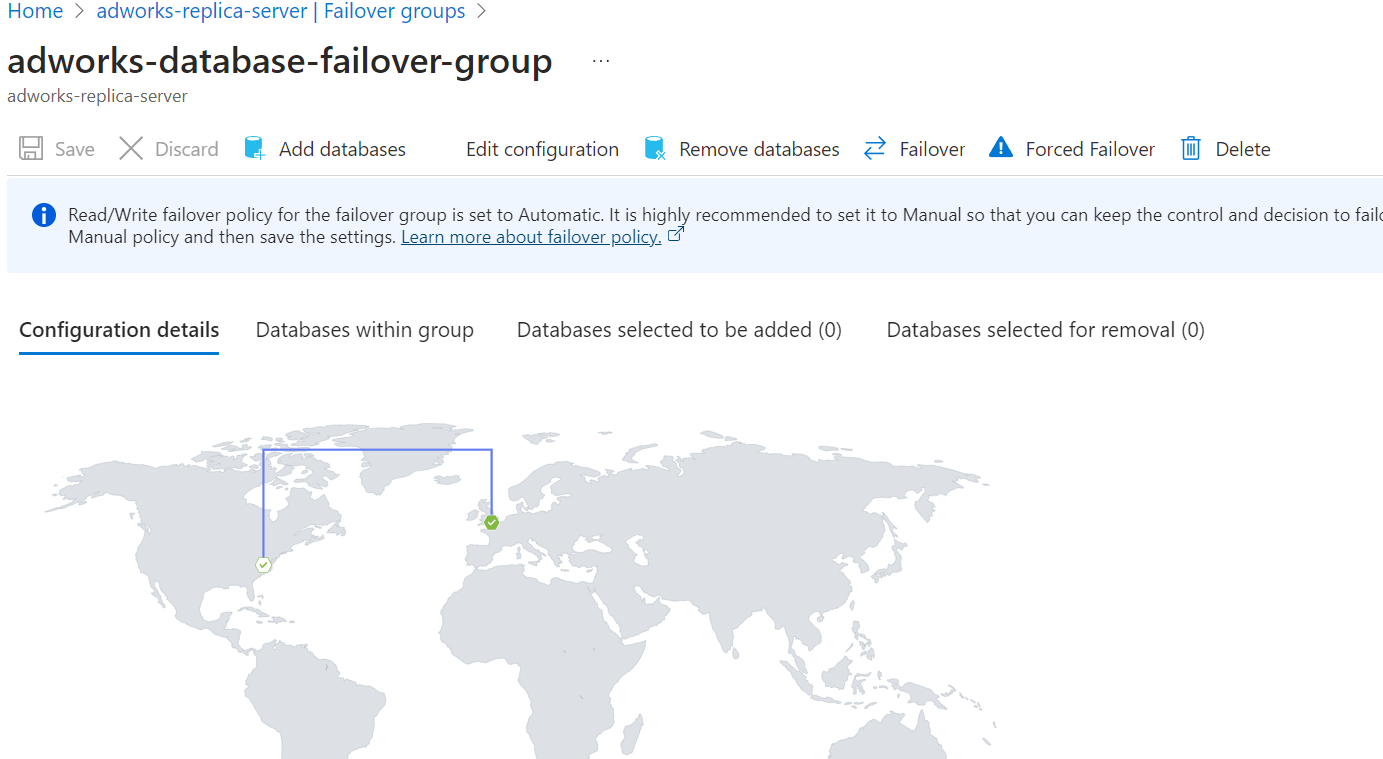 Home > adworks-replica-server | Failover groups >
adworks-database-failover-group ...
adworks-replica-server
Save Discard Add databases Edit configuration Remove databases Failover Forced Failover Delete
Read/Write failover policy for the failover group is set to Automatic. It is highly recommended to set it to Manual so that you can keep the control and decision to failo
Manual policy and then save the settings. Learn more about failover policy.
Configuration details Databases within group Databases selected to be added (0) Databases selected for removal (0)